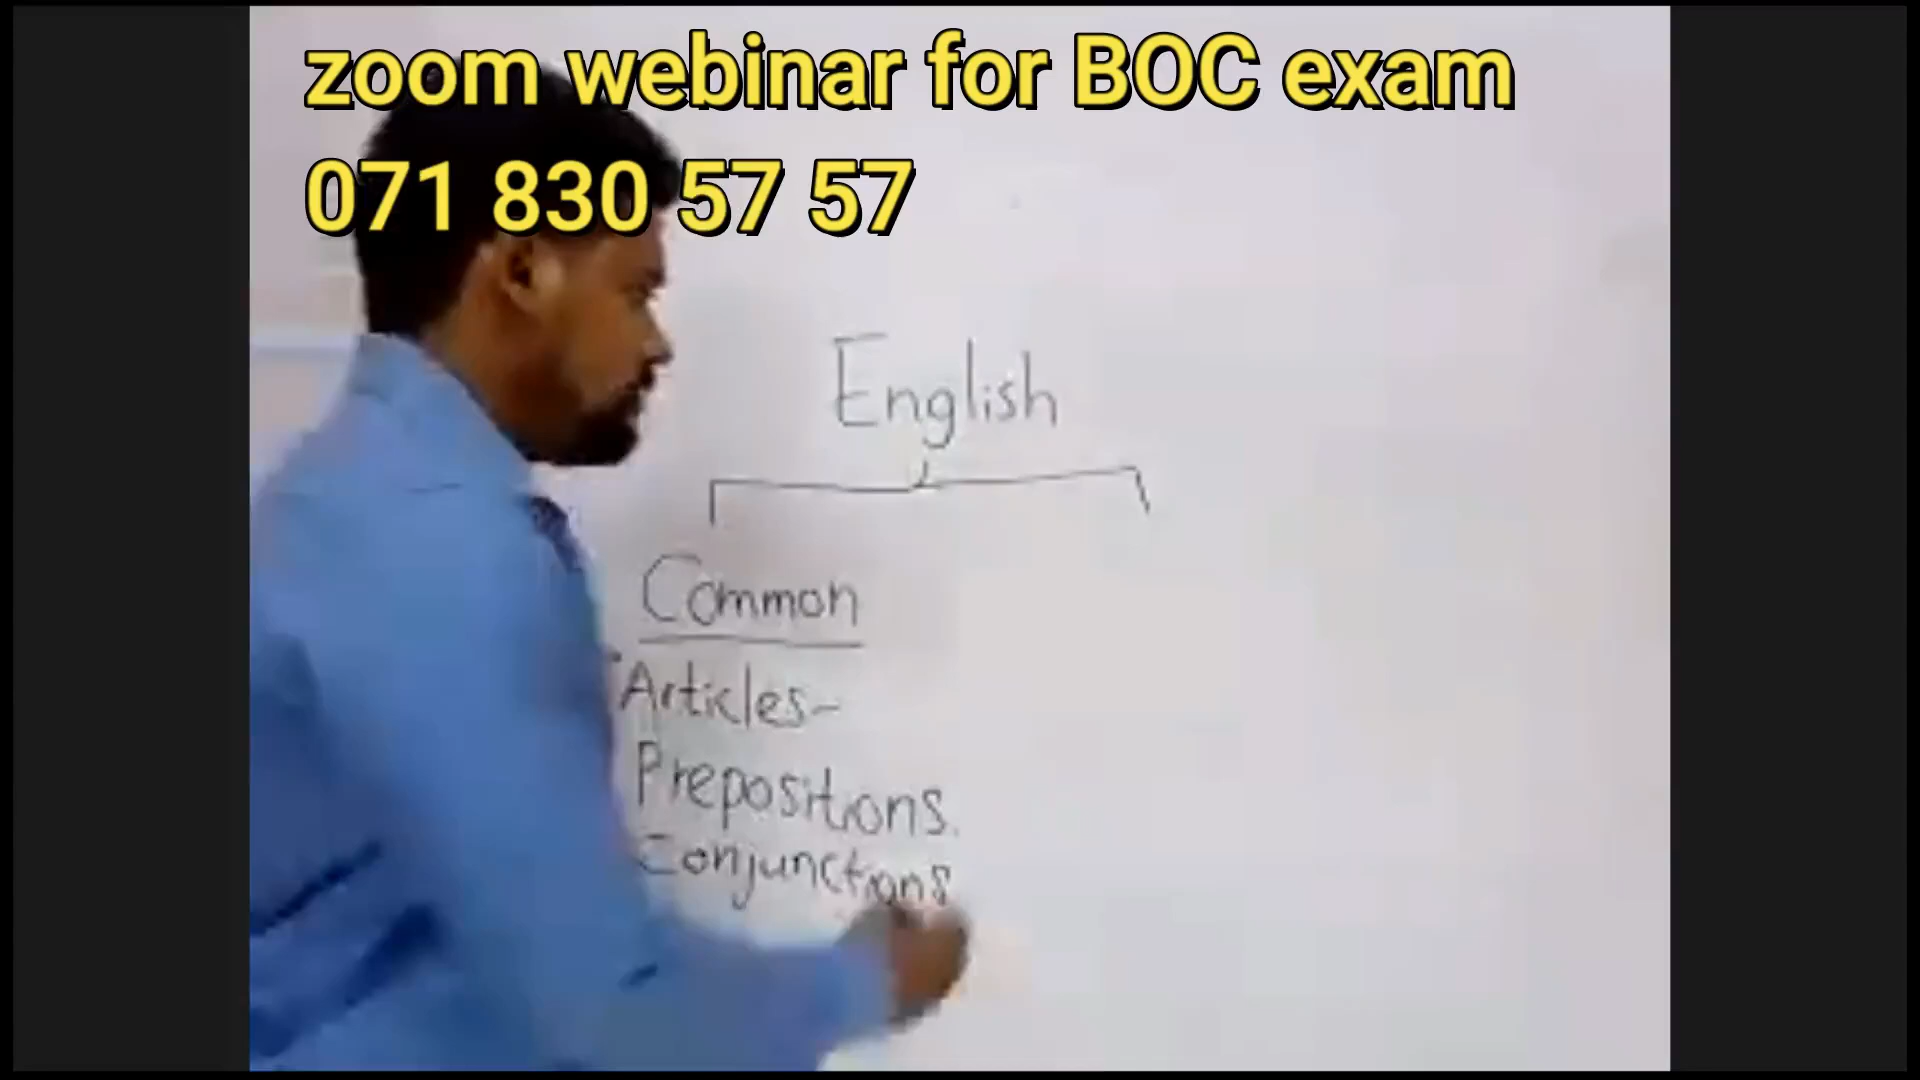 zoom webinar for BOC exam
071 830 57 57
English
Common
Articles-
Prepositions.
Conjunctions